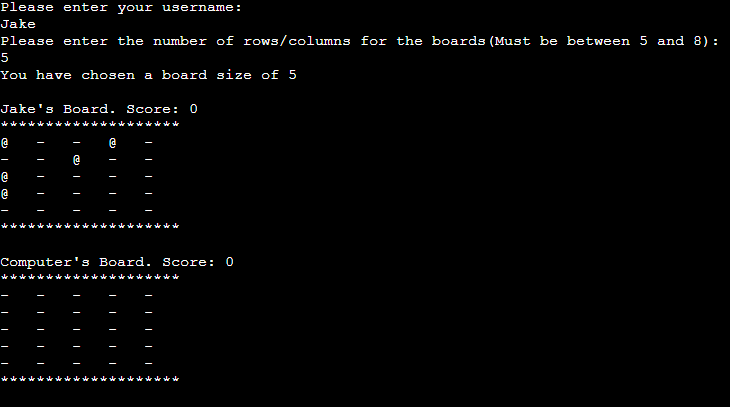 Please enter your username:
Jake
Please enter the number of rows/columns for the boards(Must be between 5 and 8):
5
You have chosen a board size of 5

Jake's Board. Score: 0
********************
@   -   -   @   -
-   -   @   -   -
@   -   -   -   -
@   -   -   -   -
-   -   -   -   -
********************

Computer's Board. Score: 0
********************
-   -   -   -   -
-   -   -   -   -
-   -   -   -   -
-   -   -   -   -
-   -   -   -   -
********************